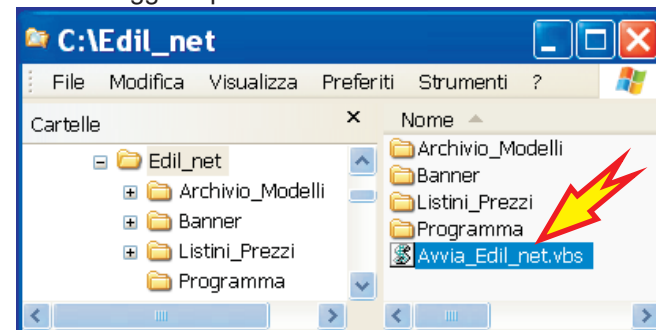 C:\Edil_net
File Modifica Visualizza Preferiti Strumenti ?
Cartelle x
Edil_net
Archivio_Modelli
Banner
Listini_Prezzi
Programma
Nome
Archivio_Modelli
Banner
Listini_Prezzi
Programma
Avvia_Edil_net.vbs